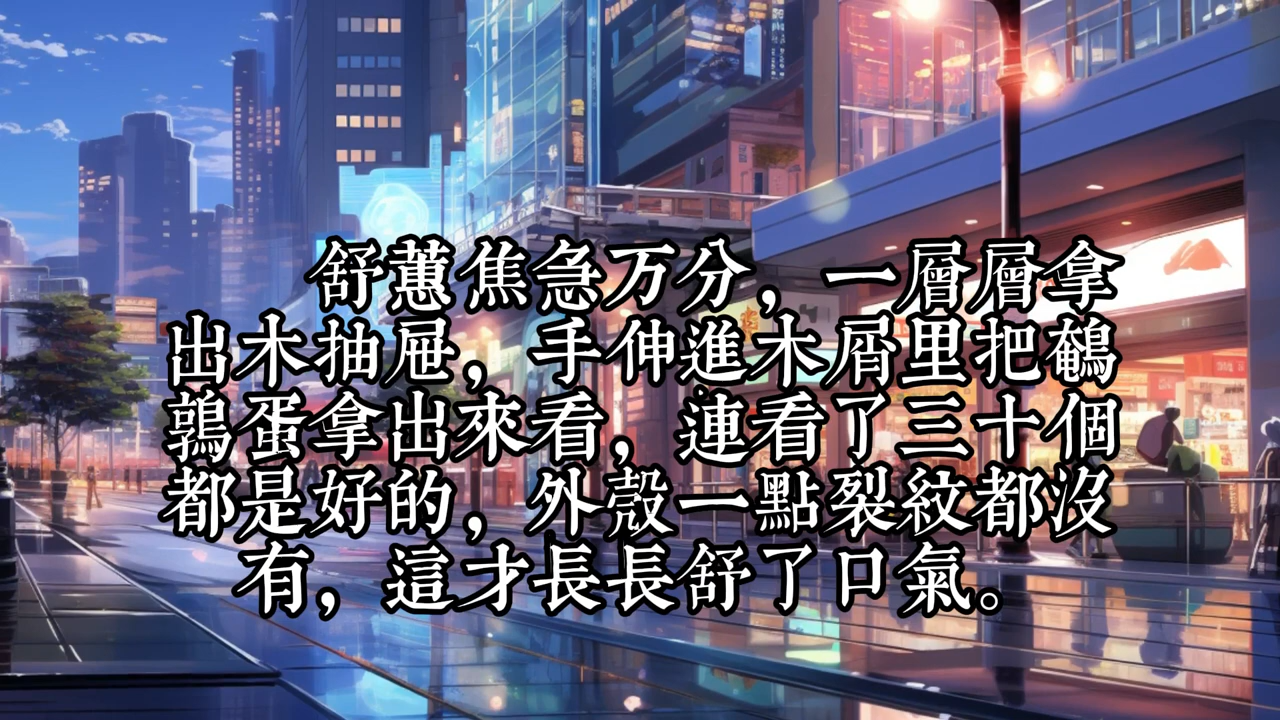 舒蕙焦急万分，一層層拿
出木抽屜，手伸進木屑里把鵪
鶉蛋拿出來看，連看了三十個
都是好的，外殼一點裂紋都沒
有，這才長長舒了口氣。